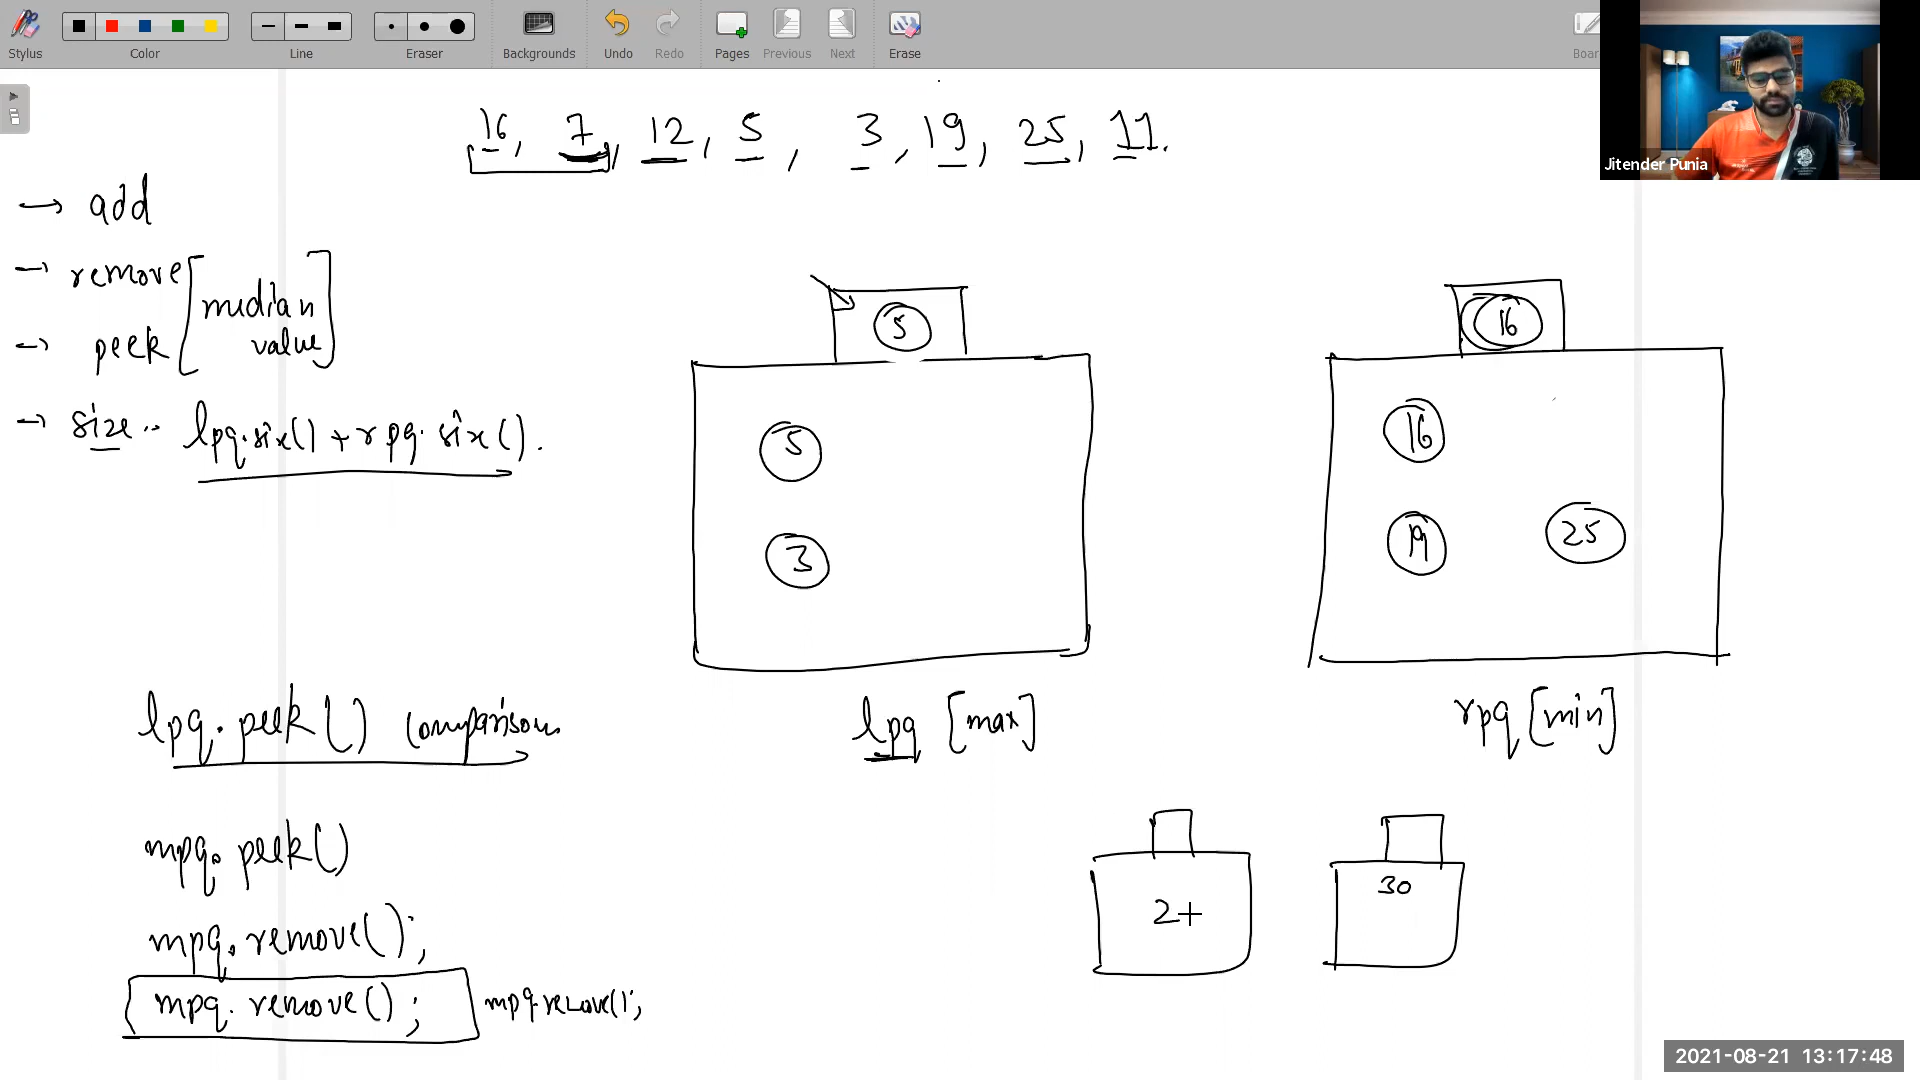 Stylus
Color
Line
Eraser
Backgrounds
Undo
Redo
Pages
Previous
Next
Erase
Boar
Jitender Punia
16, 7, 12, 5, 3, 19, 25, 11.
→ add
→ remove
→ peek
[median
value]
→ size.. lpq.size() + rpq.size().
5
5
3
16
16
19
25
lpq [max]
rpq [min]
lpq.peek() comparison
mpq.peek()
mpq.remove();
mpq.remove();
mpq.remove();
2+
30
2021-08-21 13:17:48